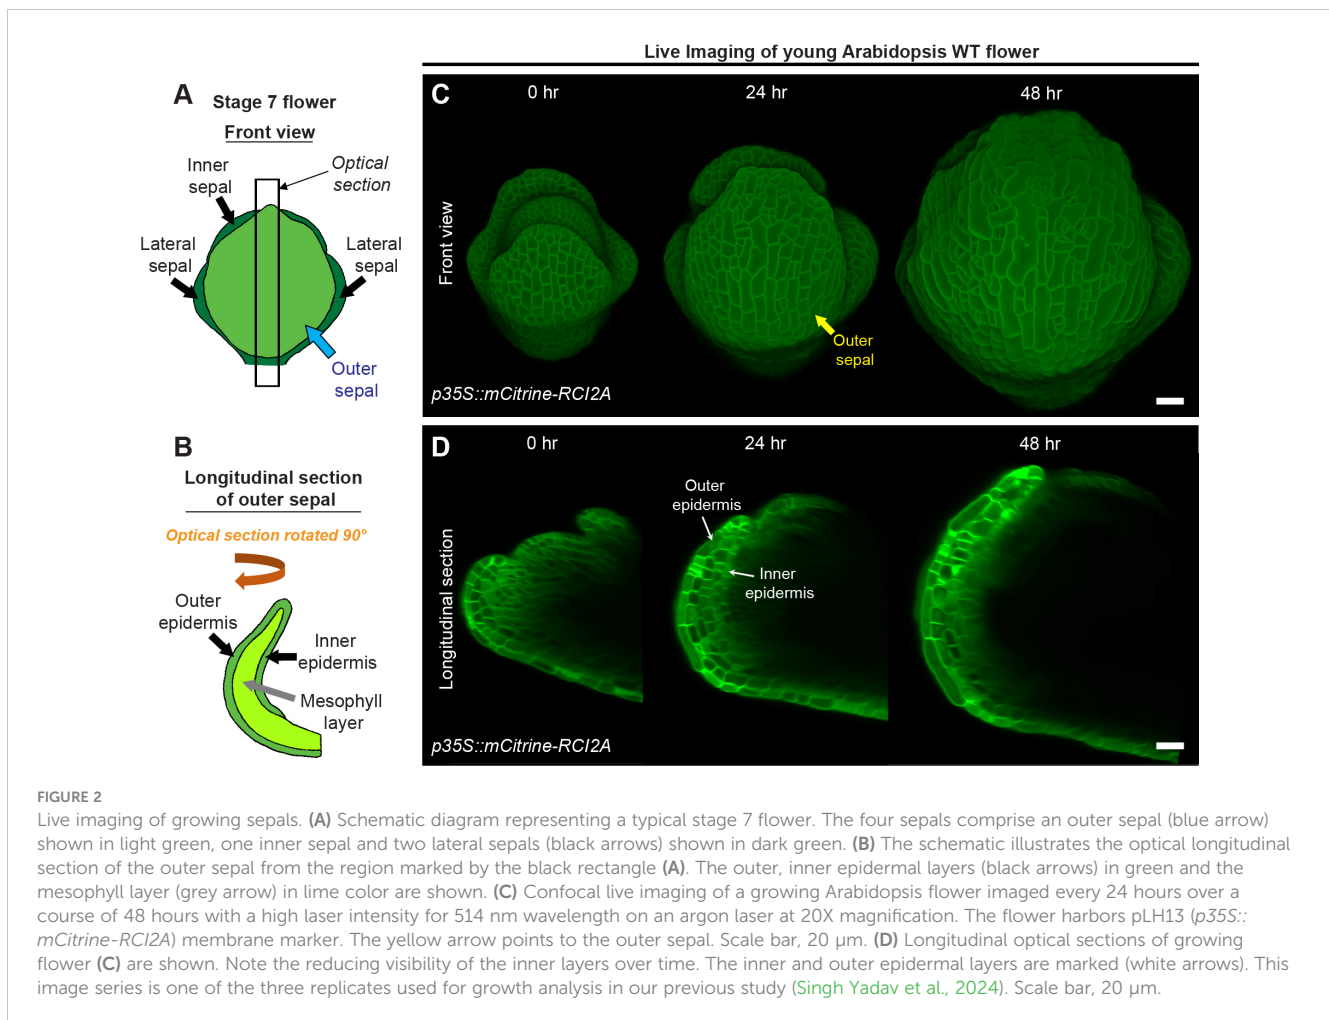 Live Imaging of young Arabidopsis WT flower
A
Stage 7 flower
Front view
Inner
sepal
Optical
section
Lateral
sepal
Lateral
sepal
Outer
sepal
B
Longitudinal section
of outer sepal
Optical section rotated 90°
Outer
epidermis
Inner
epidermis
Mesophyll
layer
C
0 hr
24 hr
48 hr
Front view
Outer
sepal
p35S::mCitrine-RCI2A
D
0 hr
24 hr
48 hr
Longitudinal section
Outer
epidermis
Inner
epidermis
p35S::mCitrine-RCI2A
FIGURE 2
Live imaging of growing sepals. (A) Schematic diagram representing a typical stage 7 flower. The four sepals comprise an outer sepal (blue arrow)
shown in light green, one inner sepal and two lateral sepals (black arrows) shown in dark green. (B) The schematic illustrates the optical longitudinal
section of the outer sepal from the region marked by the black rectangle (A). The outer, inner epidermal layers (black arrows) in green and the
mesophyll layer (grey arrow) in lime color are shown. (C) Confocal live imaging of a growing Arabidopsis flower imaged every 24 hours over a
course of 48 hours with a high laser intensity for 514 nm wavelength on an argon laser at 20X magnification. The flower harbors pLH13 (p35S::
mCitrine-RCI2A) membrane marker. The yellow arrow points to the outer sepal. Scale bar, 20 µm. (D) Longitudinal optical sections of growing
flower (C) are shown. Note the reducing visibility of the inner layers over time. The inner and outer epidermal layers are marked (white arrows). This
image series is one of the three replicates used for growth analysis in our previous study (Singh Yadav et al., 2024). Scale bar, 20 µm.